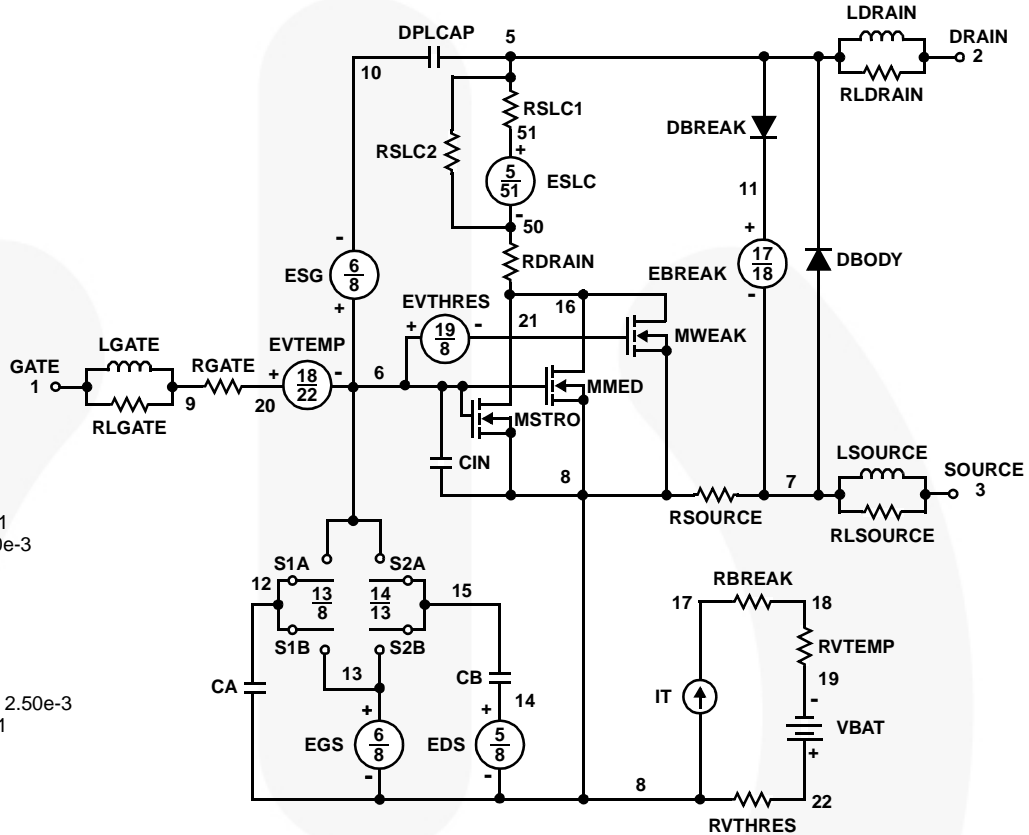 LDRAIN
DPLCAP 5 DRAIN
10 2
RLDRAIN
RSLC1
DBREAK
51
RSLC2 +
5
51
ESLC 11
-
50 +
-
17
18
DBODY
6
8
ESG RDRAIN EBREAK
+ EVTHRES 16 -
+ 19
8 - 21
MWEAK
LGATE EVTEMP
GATE RGATE + 18
22 - 6
MMED
1
9 20
RLGATE MSTRO
LSOURCE
CIN SOURCE
8 7 3
RSOURCE
RLSOURCE
1
0e-3
S1A S2A
12 13
8 14
13 15 RBREAK
17 18
S1B S2B
RVTEMP
13 CB 19
CA
IT -
14
2.50e-3
1
+ + VBAT
EGS 6
8 EDS 5
8 +
- -
8 22
RVTHRES